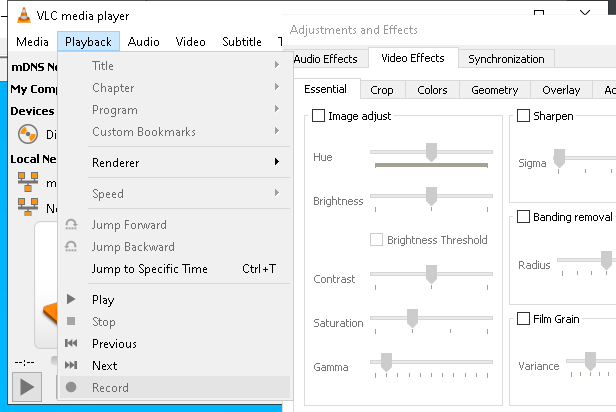 VLC media player
Media Playback Audio Video Subtitle
mDNS Ne
My Comp
Devices
Di
Local Ne
m
Ne
--:--
Title
Chapter
Program
Custom Bookmarks
Renderer
Speed
Jump Forward
Jump Backward
Jump to Specific Time Ctrl+T
Play
Stop
Previous
Next
Record
Adjustments and Effects
Audio Effects Video Effects Synchronization
Essential Crop Colors Geometry Overlay
Image adjust
Hue
Brightness
Brightness Threshold
Contrast
Saturation
Gamma
Sharpen
Sigma
Banding removal
Radius
Film Grain
Variance